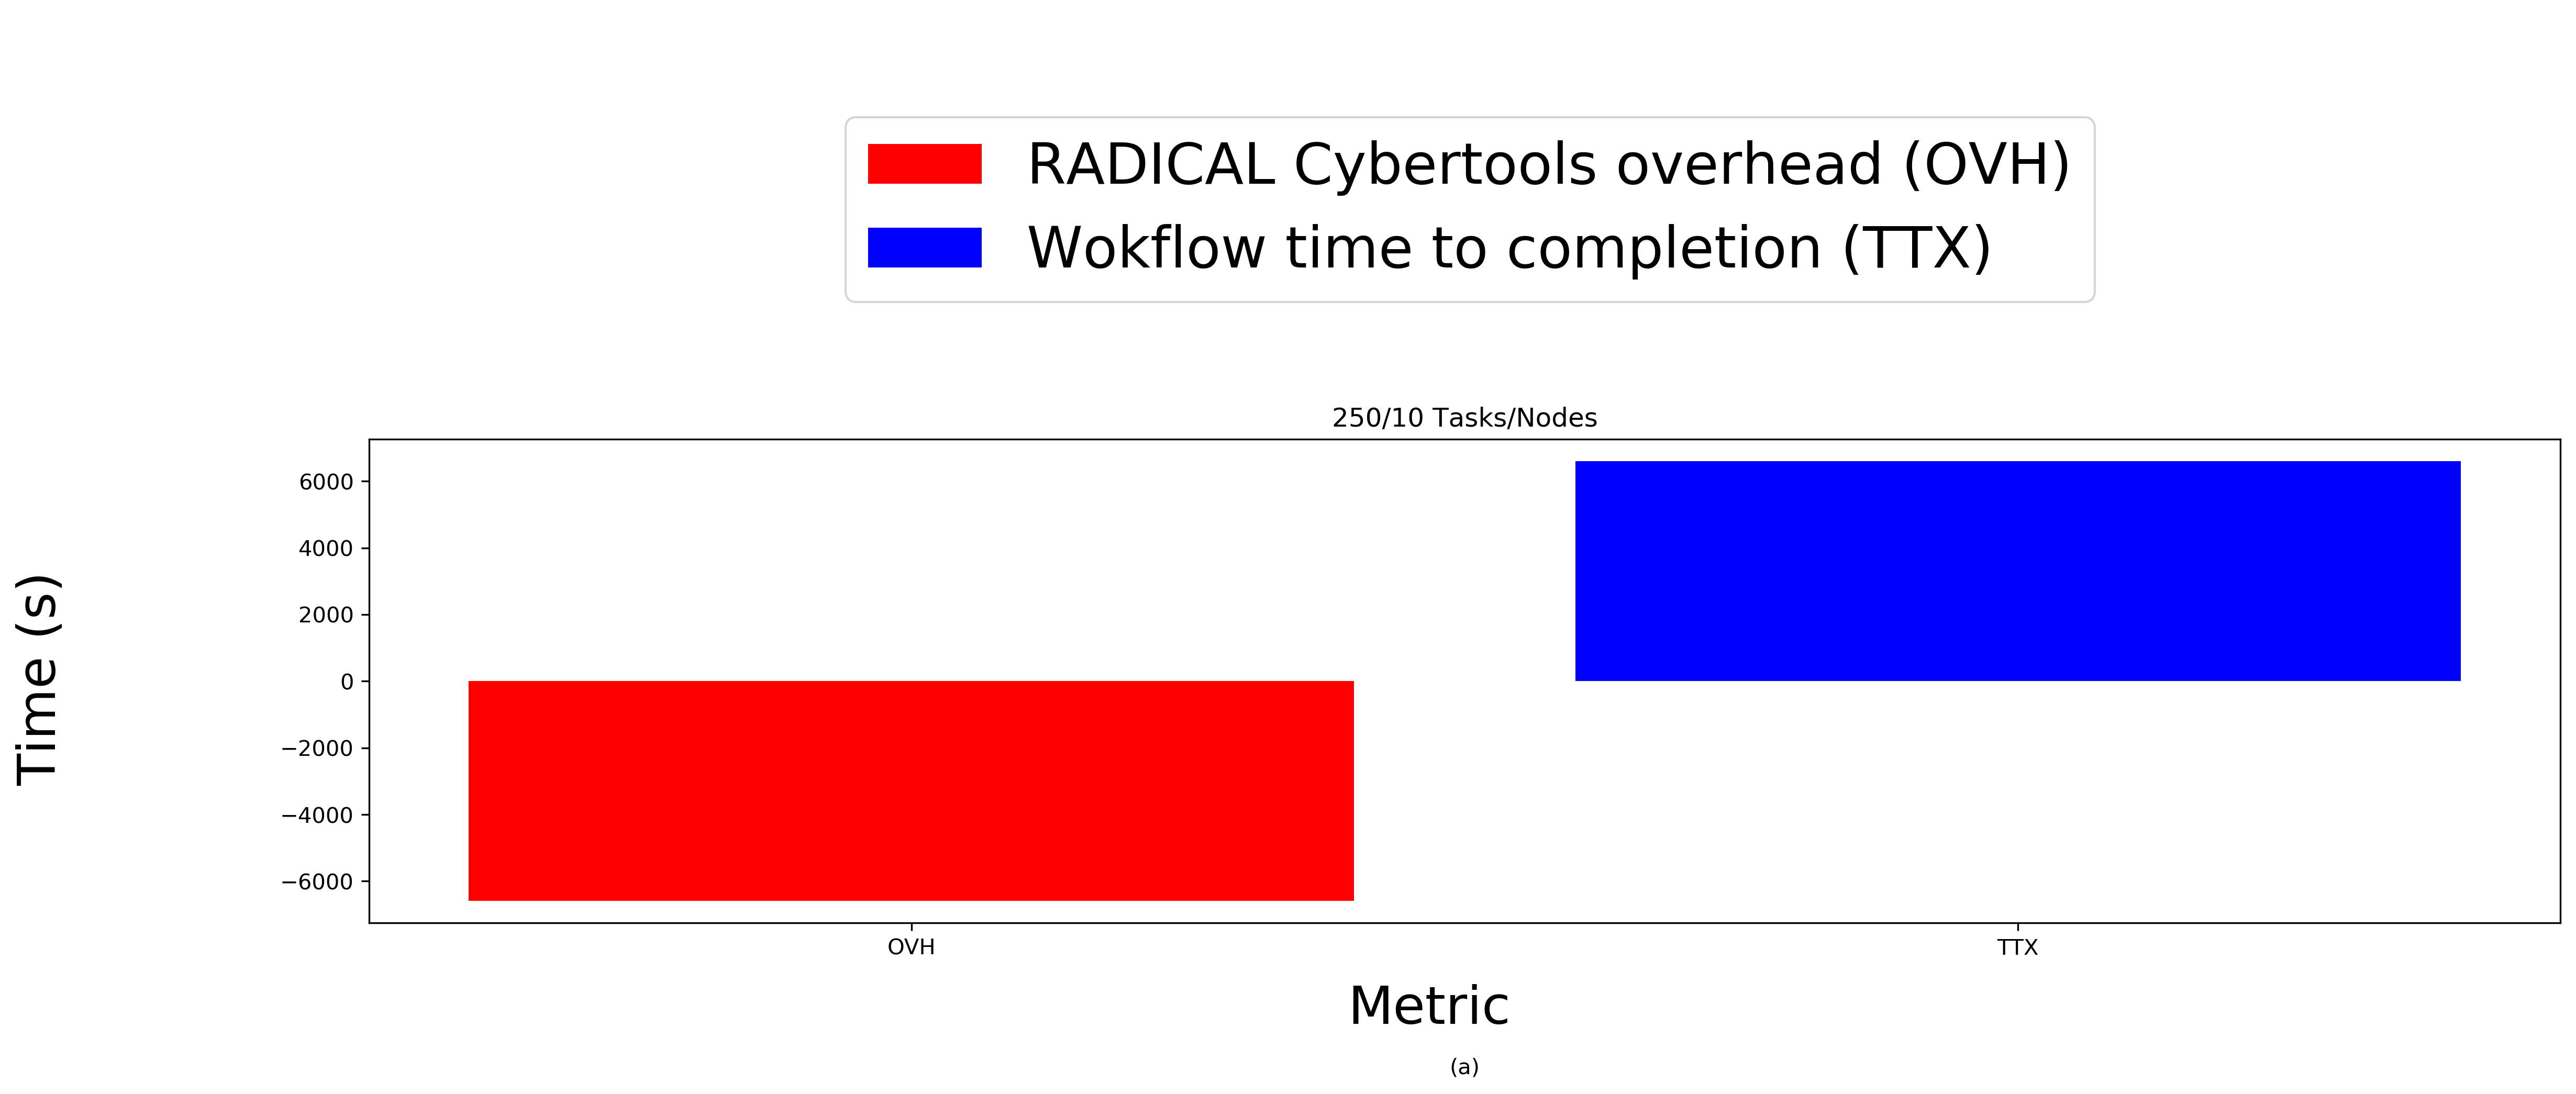 RADICAL Cybertools overhead (OVH)
Wokflow time to completion (TTX)
250/10 Tasks/Nodes
6000
4000
2000
0
−2000
−4000
−6000
Time (s)
OVH
TTX
Metric
(a)